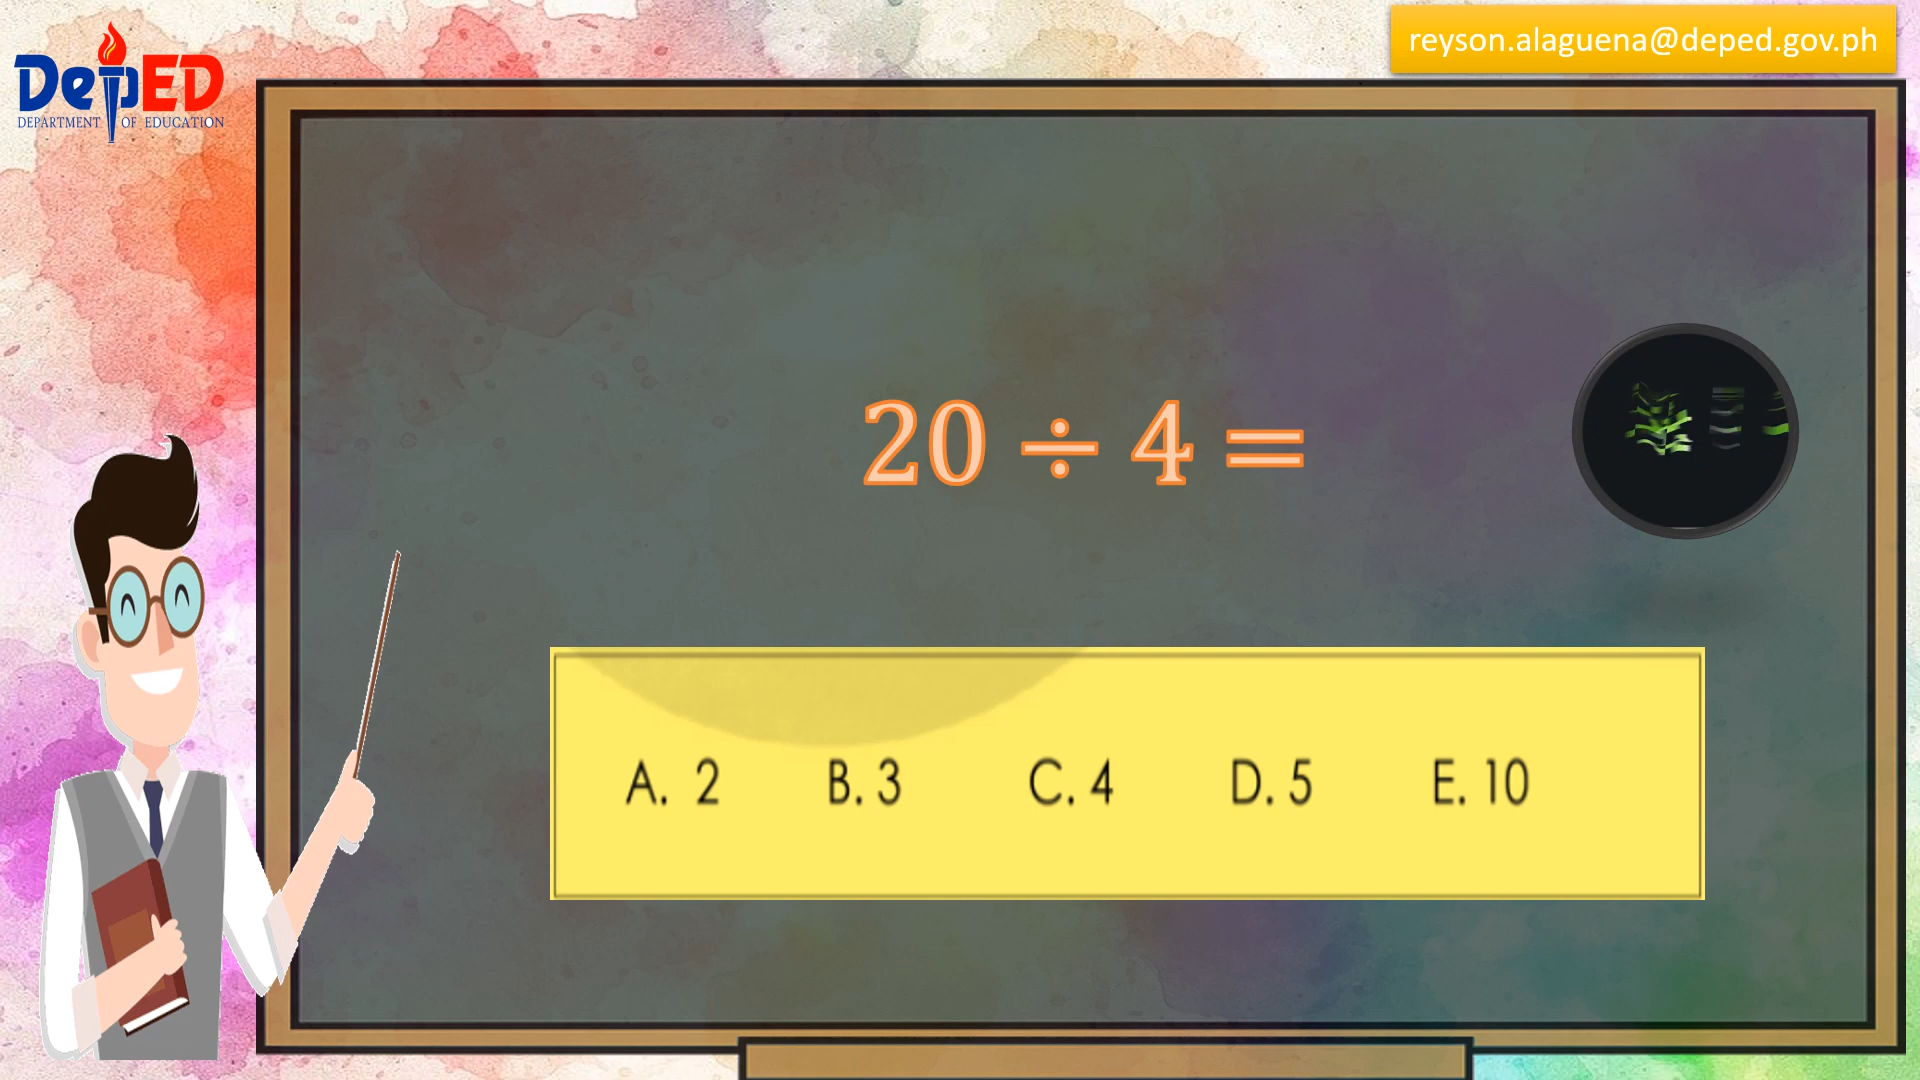 reyson.alaguena@deped.gov.ph
DepED
DEPARTMENT OF EDUCATION
20 ÷ 4 =
A. 2 B. 3 C. 4 D. 5 E. 10